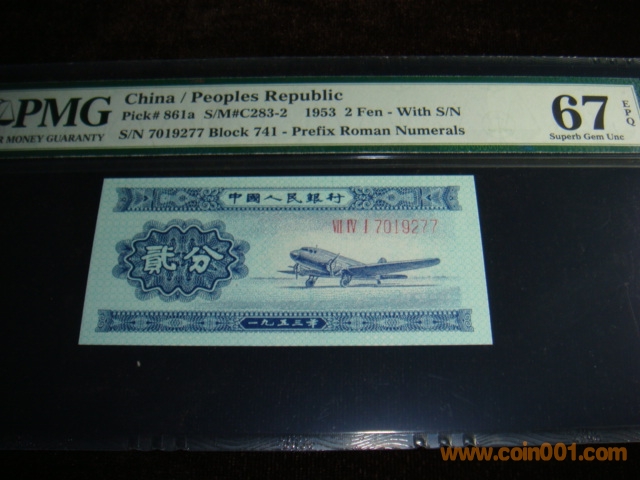 PMG
China / Peoples Republic
Pick# 861a S/M#C283-2 1953 2 Fen - With S/N
S/N 7019277 Block 741 - Prefix Roman Numerals
MONEY GUARANTY
67 EPQ
Superb Gem Unc
中國人民銀行
VII IV I 7019277
貳分
一九五三年
www.coin001.com